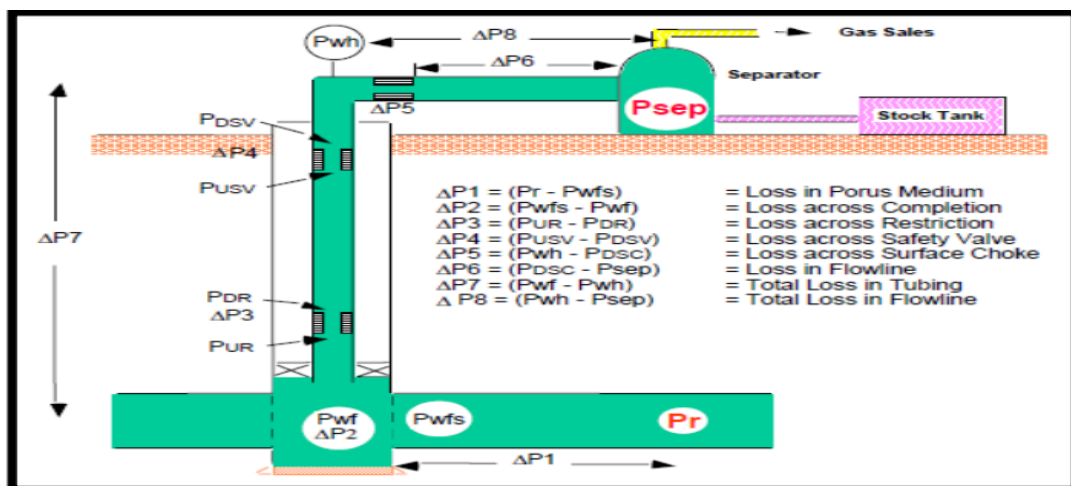 Pwh
ΔP8
Gas Sales
ΔP6
Separator
ΔP5
Psep
PDSV
Stock Tank
ΔP4
PUSV
ΔP1 = (Pr - Pwfs) = Loss in Porus Medium
ΔP2 = (Pwfs - Pwf) = Loss across Completion
ΔP3 = (PUR - PDR) = Loss across Restriction
ΔP4 = (PUSV - PDSV) = Loss across Safety Valve
ΔP5 = (Pwh - PDSC) = Loss across Surface Choke
ΔP6 = (PDSC - Psep) = Loss in Flowline
ΔP7 = (Pwf - Pwh) = Total Loss in Tubing
Δ P8 = (Pwh - Psep) = Total Loss in Flowline
ΔP7
PDR
ΔP3
PUR
Pwf
ΔP2
Pwfs
Pr
ΔP1